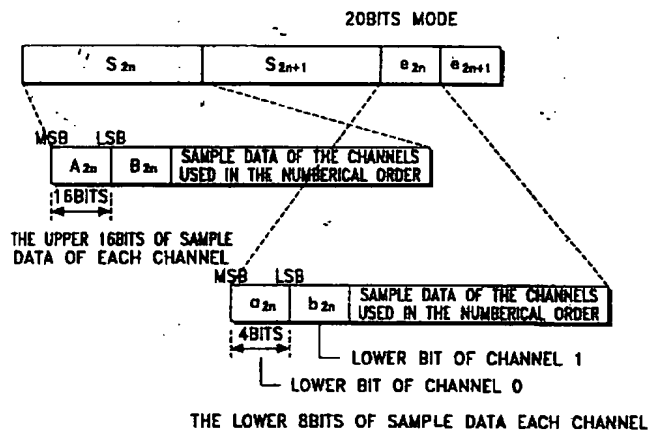 20BITS MODE
S2n S2n+1 e2n e2n+1
MSB LSB
A2n B2n SAMPLE DATA OF THE CHANNELS
USED IN THE NUMBERICAL ORDER
16BITS
THE UPPER 16BITS OF SAMPLE
DATA OF EACH CHANNEL
MSB LSB
a2n b2n SAMPLE DATA OF THE CHANNELS
USED IN THE NUMBERICAL ORDER
4BITS
LOWER BIT OF CHANNEL 1
LOWER BIT OF CHANNEL 0
THE LOWER 8BITS OF SAMPLE DATA EACH CHANNEL